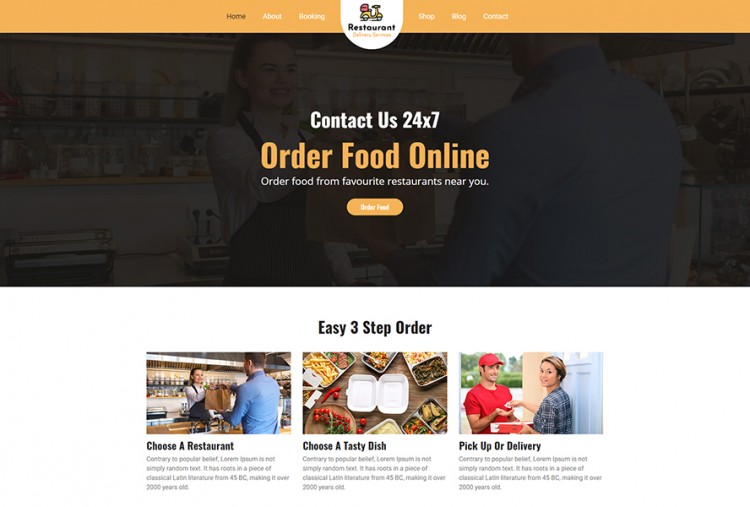 Home About Booking Shop Blog Contact
Restaurant
Delivery Services
Contact Us 24x7
Order Food Online
Order food from favourite restaurants near you.
Order Food
Easy 3 Step Order
Choose A Restaurant
Contrary to popular belief, Lorem Ipsum is not
simply random text. It has roots in a piece of
classical Latin literature from 45 BC, making it over
2000 years old.
Choose A Tasty Dish
Contrary to popular belief, Lorem Ipsum is not
simply random text. It has roots in a piece of
classical Latin literature from 45 BC, making it over
2000 years old.
Pick Up Or Delivery
Contrary to popular belief, Lorem Ipsum is not
simply random text. It has roots in a piece of
classical Latin literature from 45 BC, making it over
2000 years old.